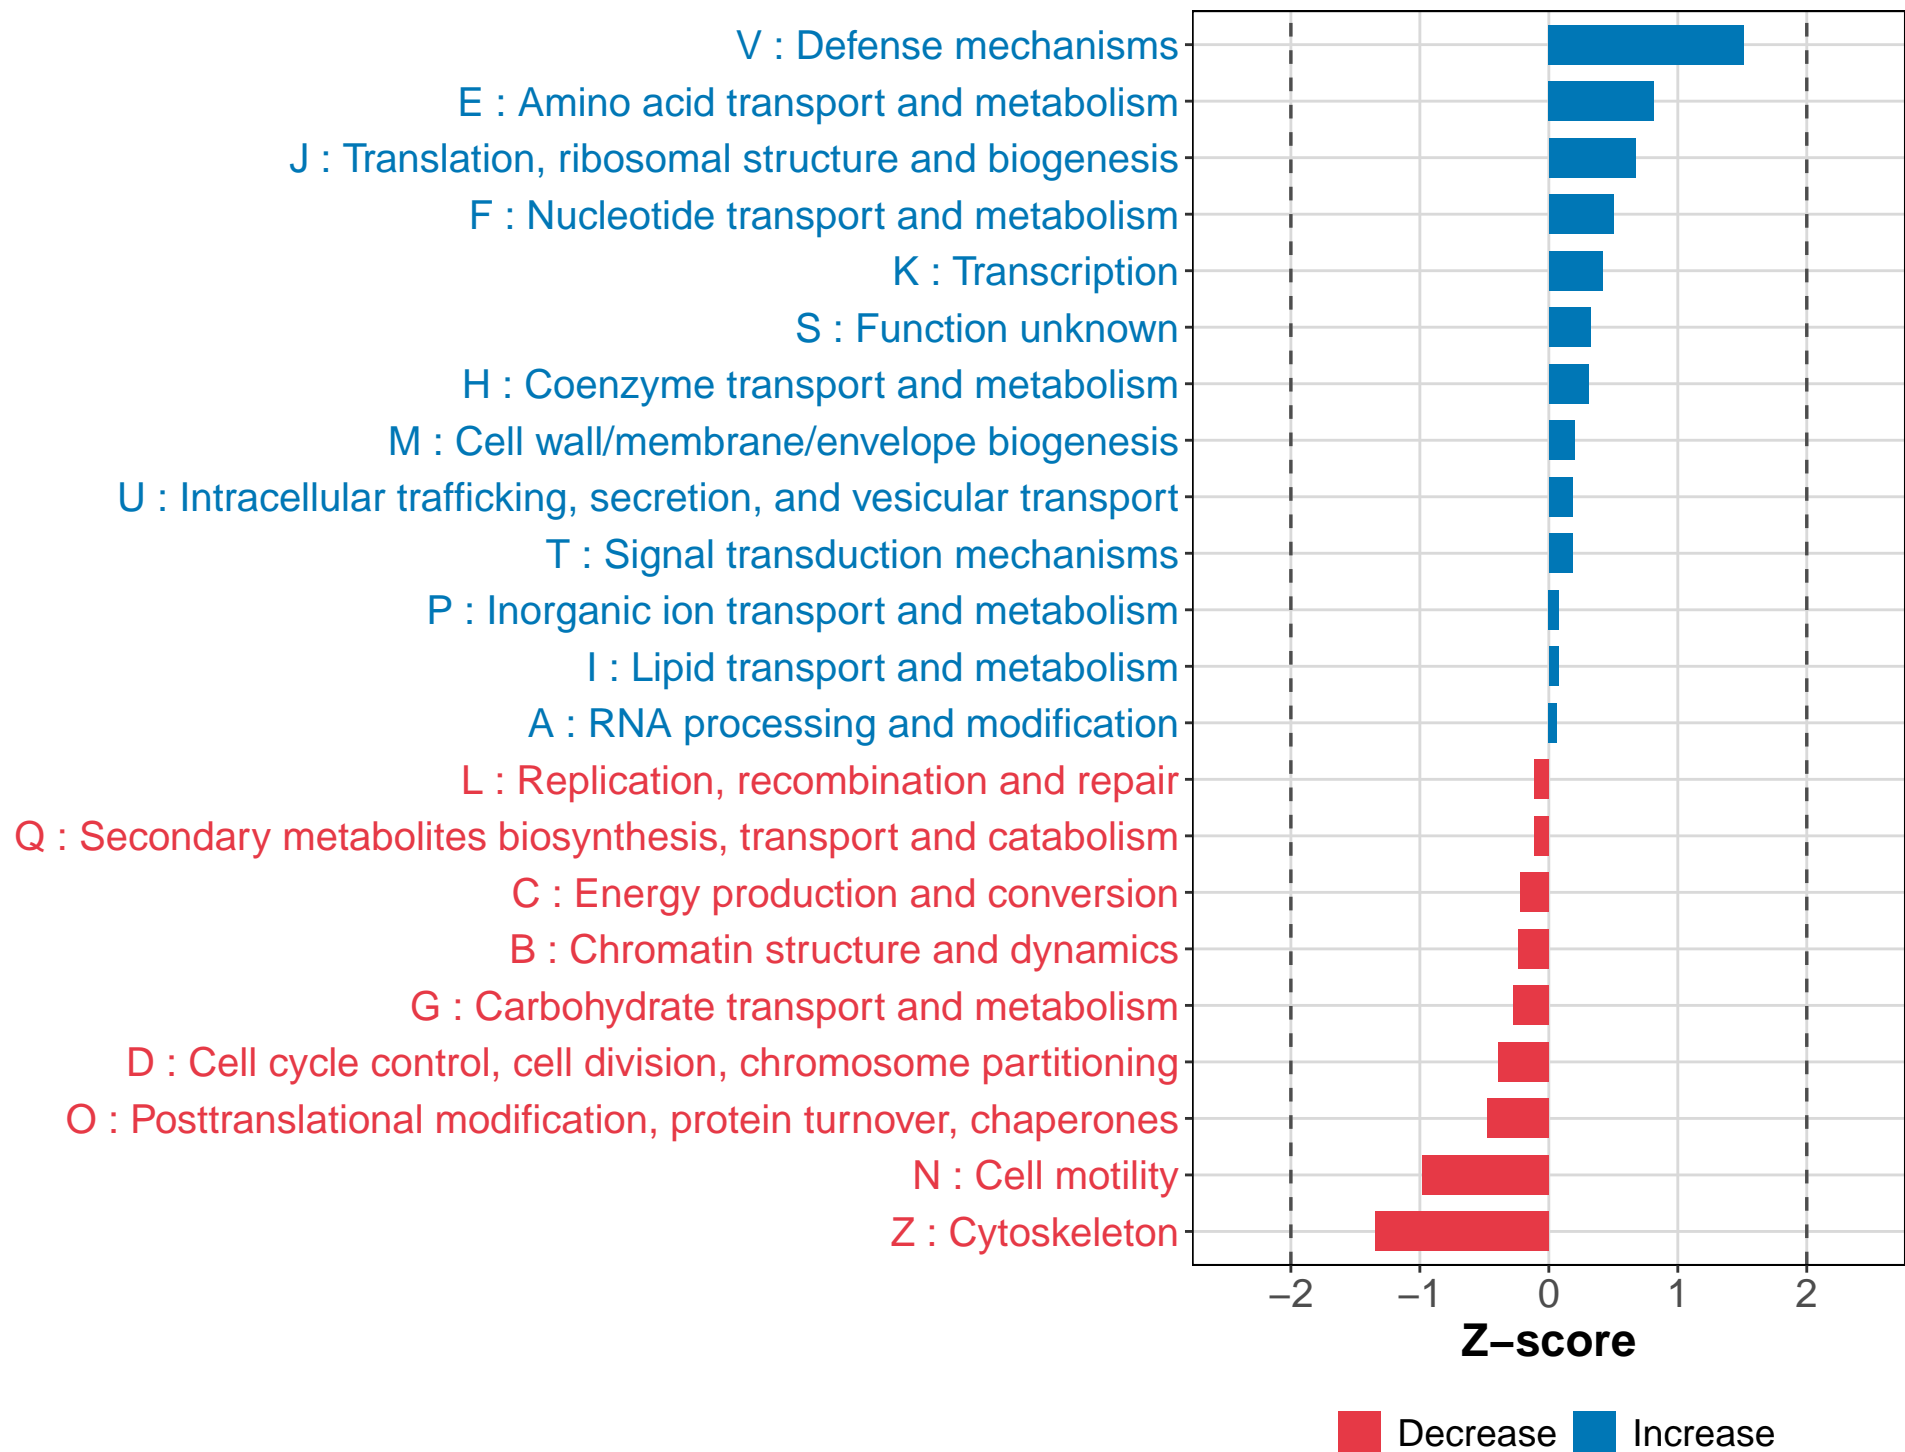 V : Defense mechanisms
E : Amino acid transport and metabolism
J : Translation, ribosomal structure and biogenesis
F : Nucleotide transport and metabolism
K : Transcription
S : Function unknown
H : Coenzyme transport and metabolism
M : Cell wall/membrane/envelope biogenesis
U : Intracellular trafficking, secretion, and vesicular transport
T : Signal transduction mechanisms
P : Inorganic ion transport and metabolism
I : Lipid transport and metabolism
A : RNA processing and modification
L : Replication, recombination and repair
Q : Secondary metabolites biosynthesis, transport and catabolism
C : Energy production and conversion
B : Chromatin structure and dynamics
G : Carbohydrate transport and metabolism
D : Cell cycle control, cell division, chromosome partitioning
O : Posttranslational modification, protein turnover, chaperones
N : Cell motility
Z : Cytoskeleton
−2 −1 0 1 2
Z−score
Decrease Increase